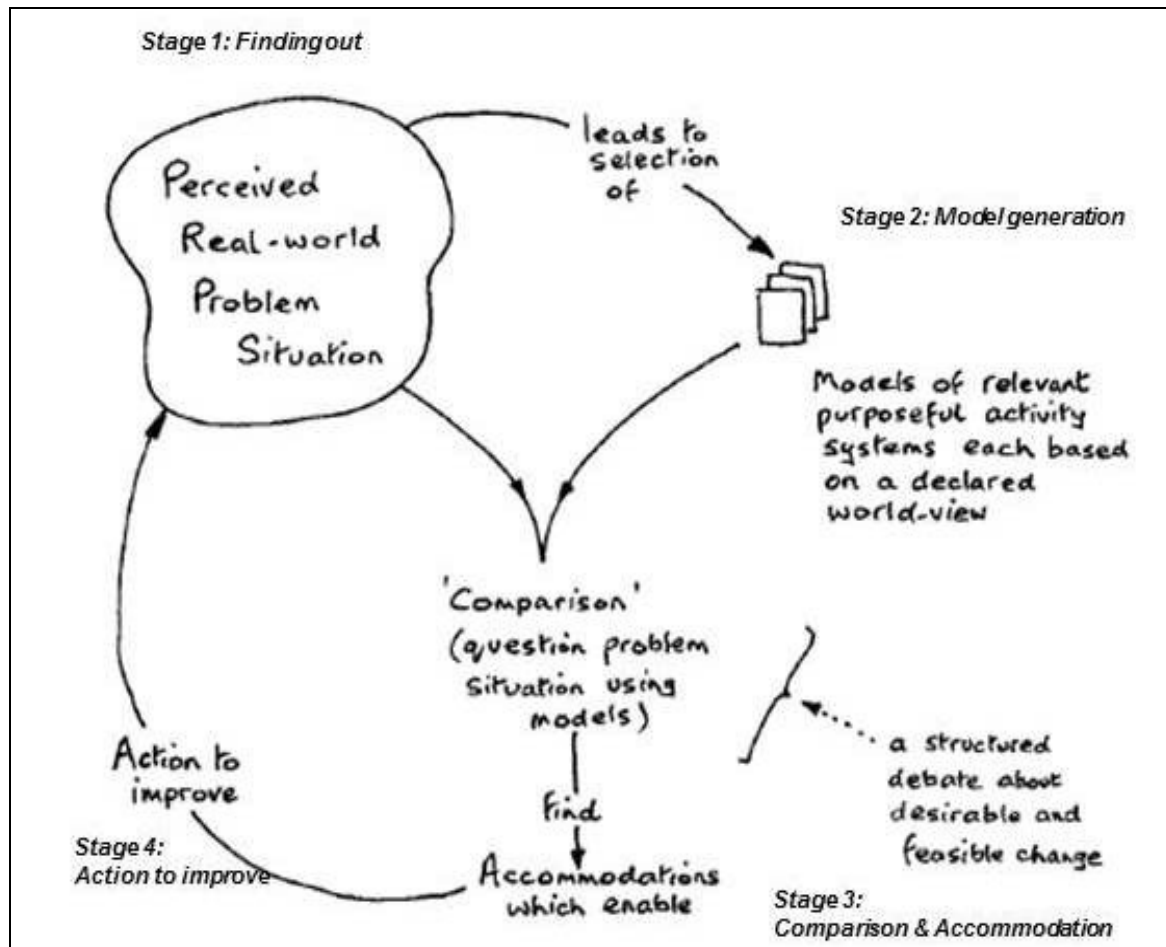 Stage 1: Finding out
Perceived
Real-world
Problem
Situation
leads to
selection
of
Stage 2: Model generation
Models of relevant
purposeful activity
systems each based
on a declared
world-view
'Comparison'
(question problem
situation using
models)
find
Accommodations
which enable
a structured
debate about
desirable and
feasible change
Stage 3:
Comparison & Accommodation
Action to
improve
Stage 4:
Action to improve